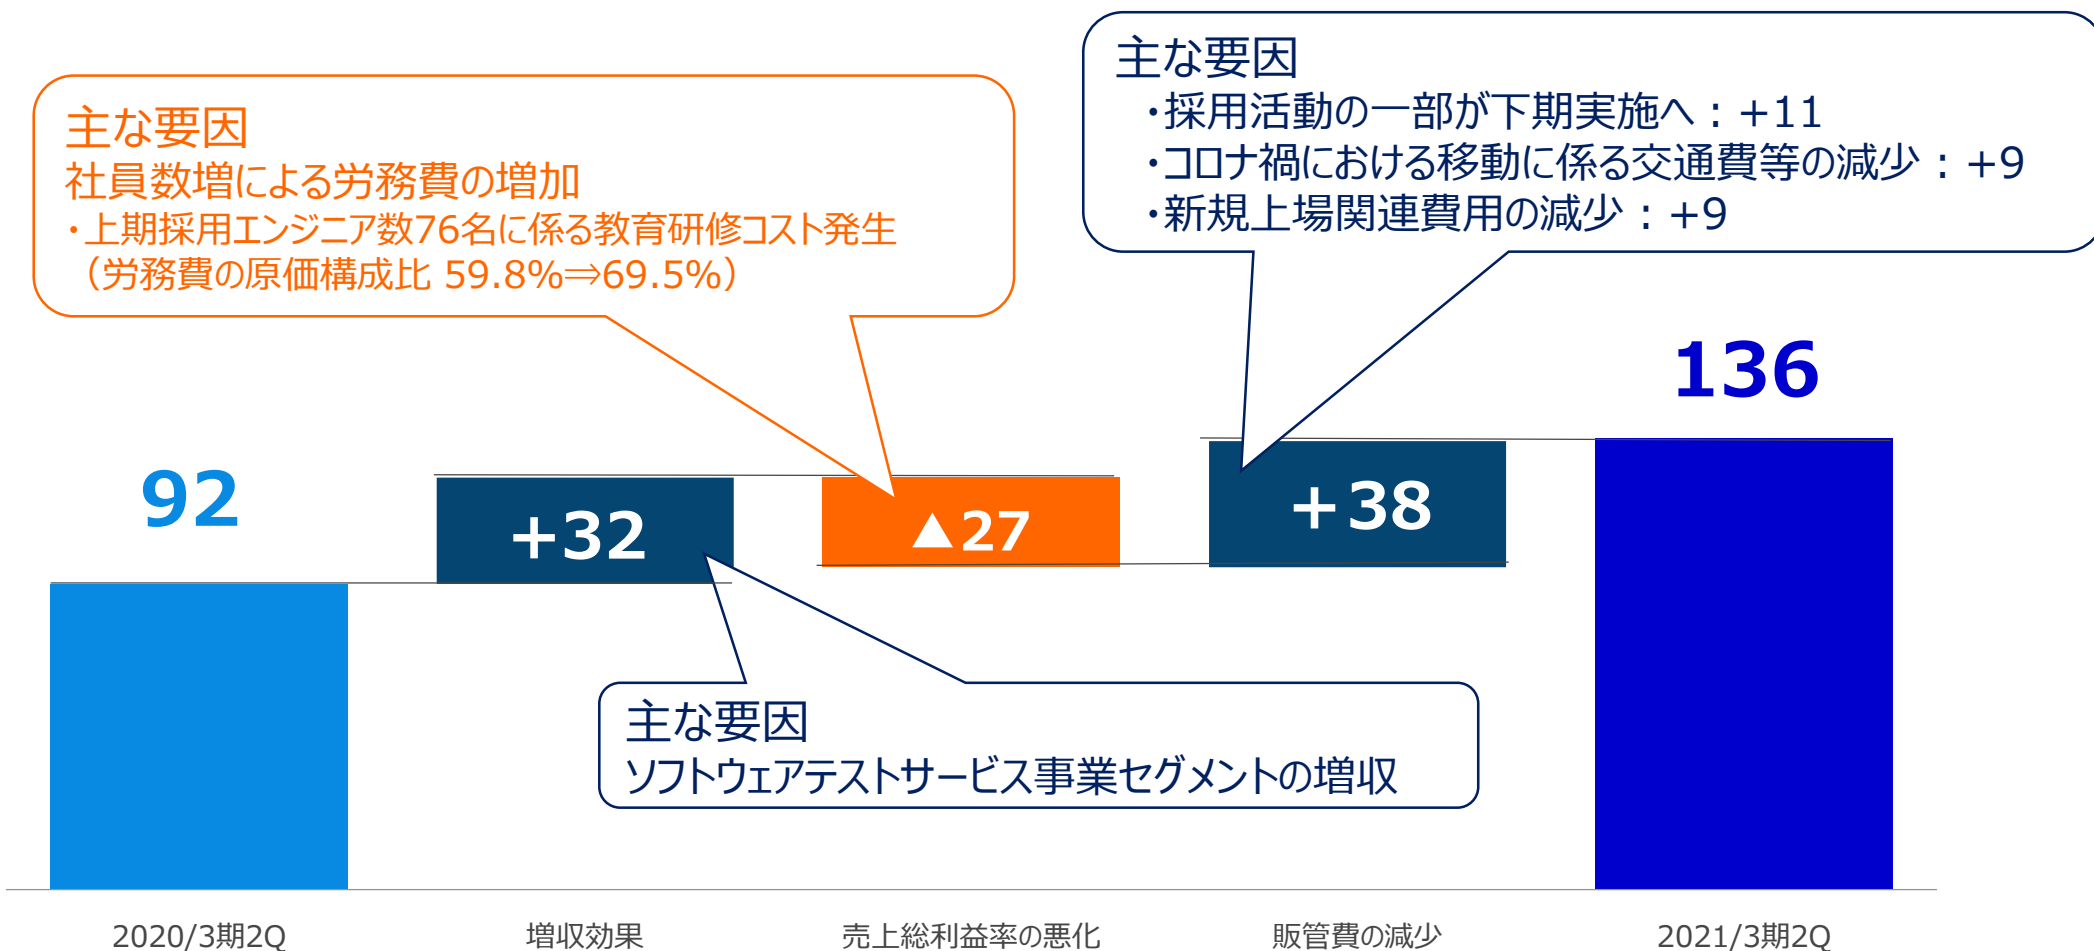 主な要因
社員数増による労務費の増加
・上期採用エンジニア数76名に係る教育研修コスト発生
（労務費の原価構成比 59.8%⇒69.5%）
主な要因
・採用活動の一部が下期実施へ：+11
・コロナ禍における移動に係る交通費等の減少：+9
・新規上場関連費用の減少：+9
92
+32
▲27
+38
136
主な要因
ソフトウェアテストサービス事業セグメントの増収
2020/3期2Q
増収効果
売上総利益率の悪化
販管費の減少
2021/3期2Q